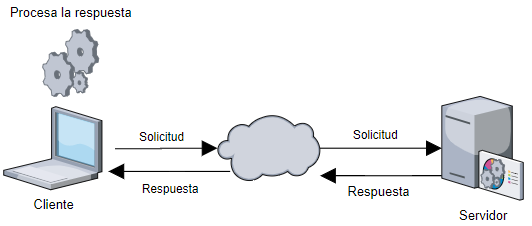 Procesa la respuesta
Solicitud
Solicitud
Respuesta
Respuesta
Cliente
Servidor